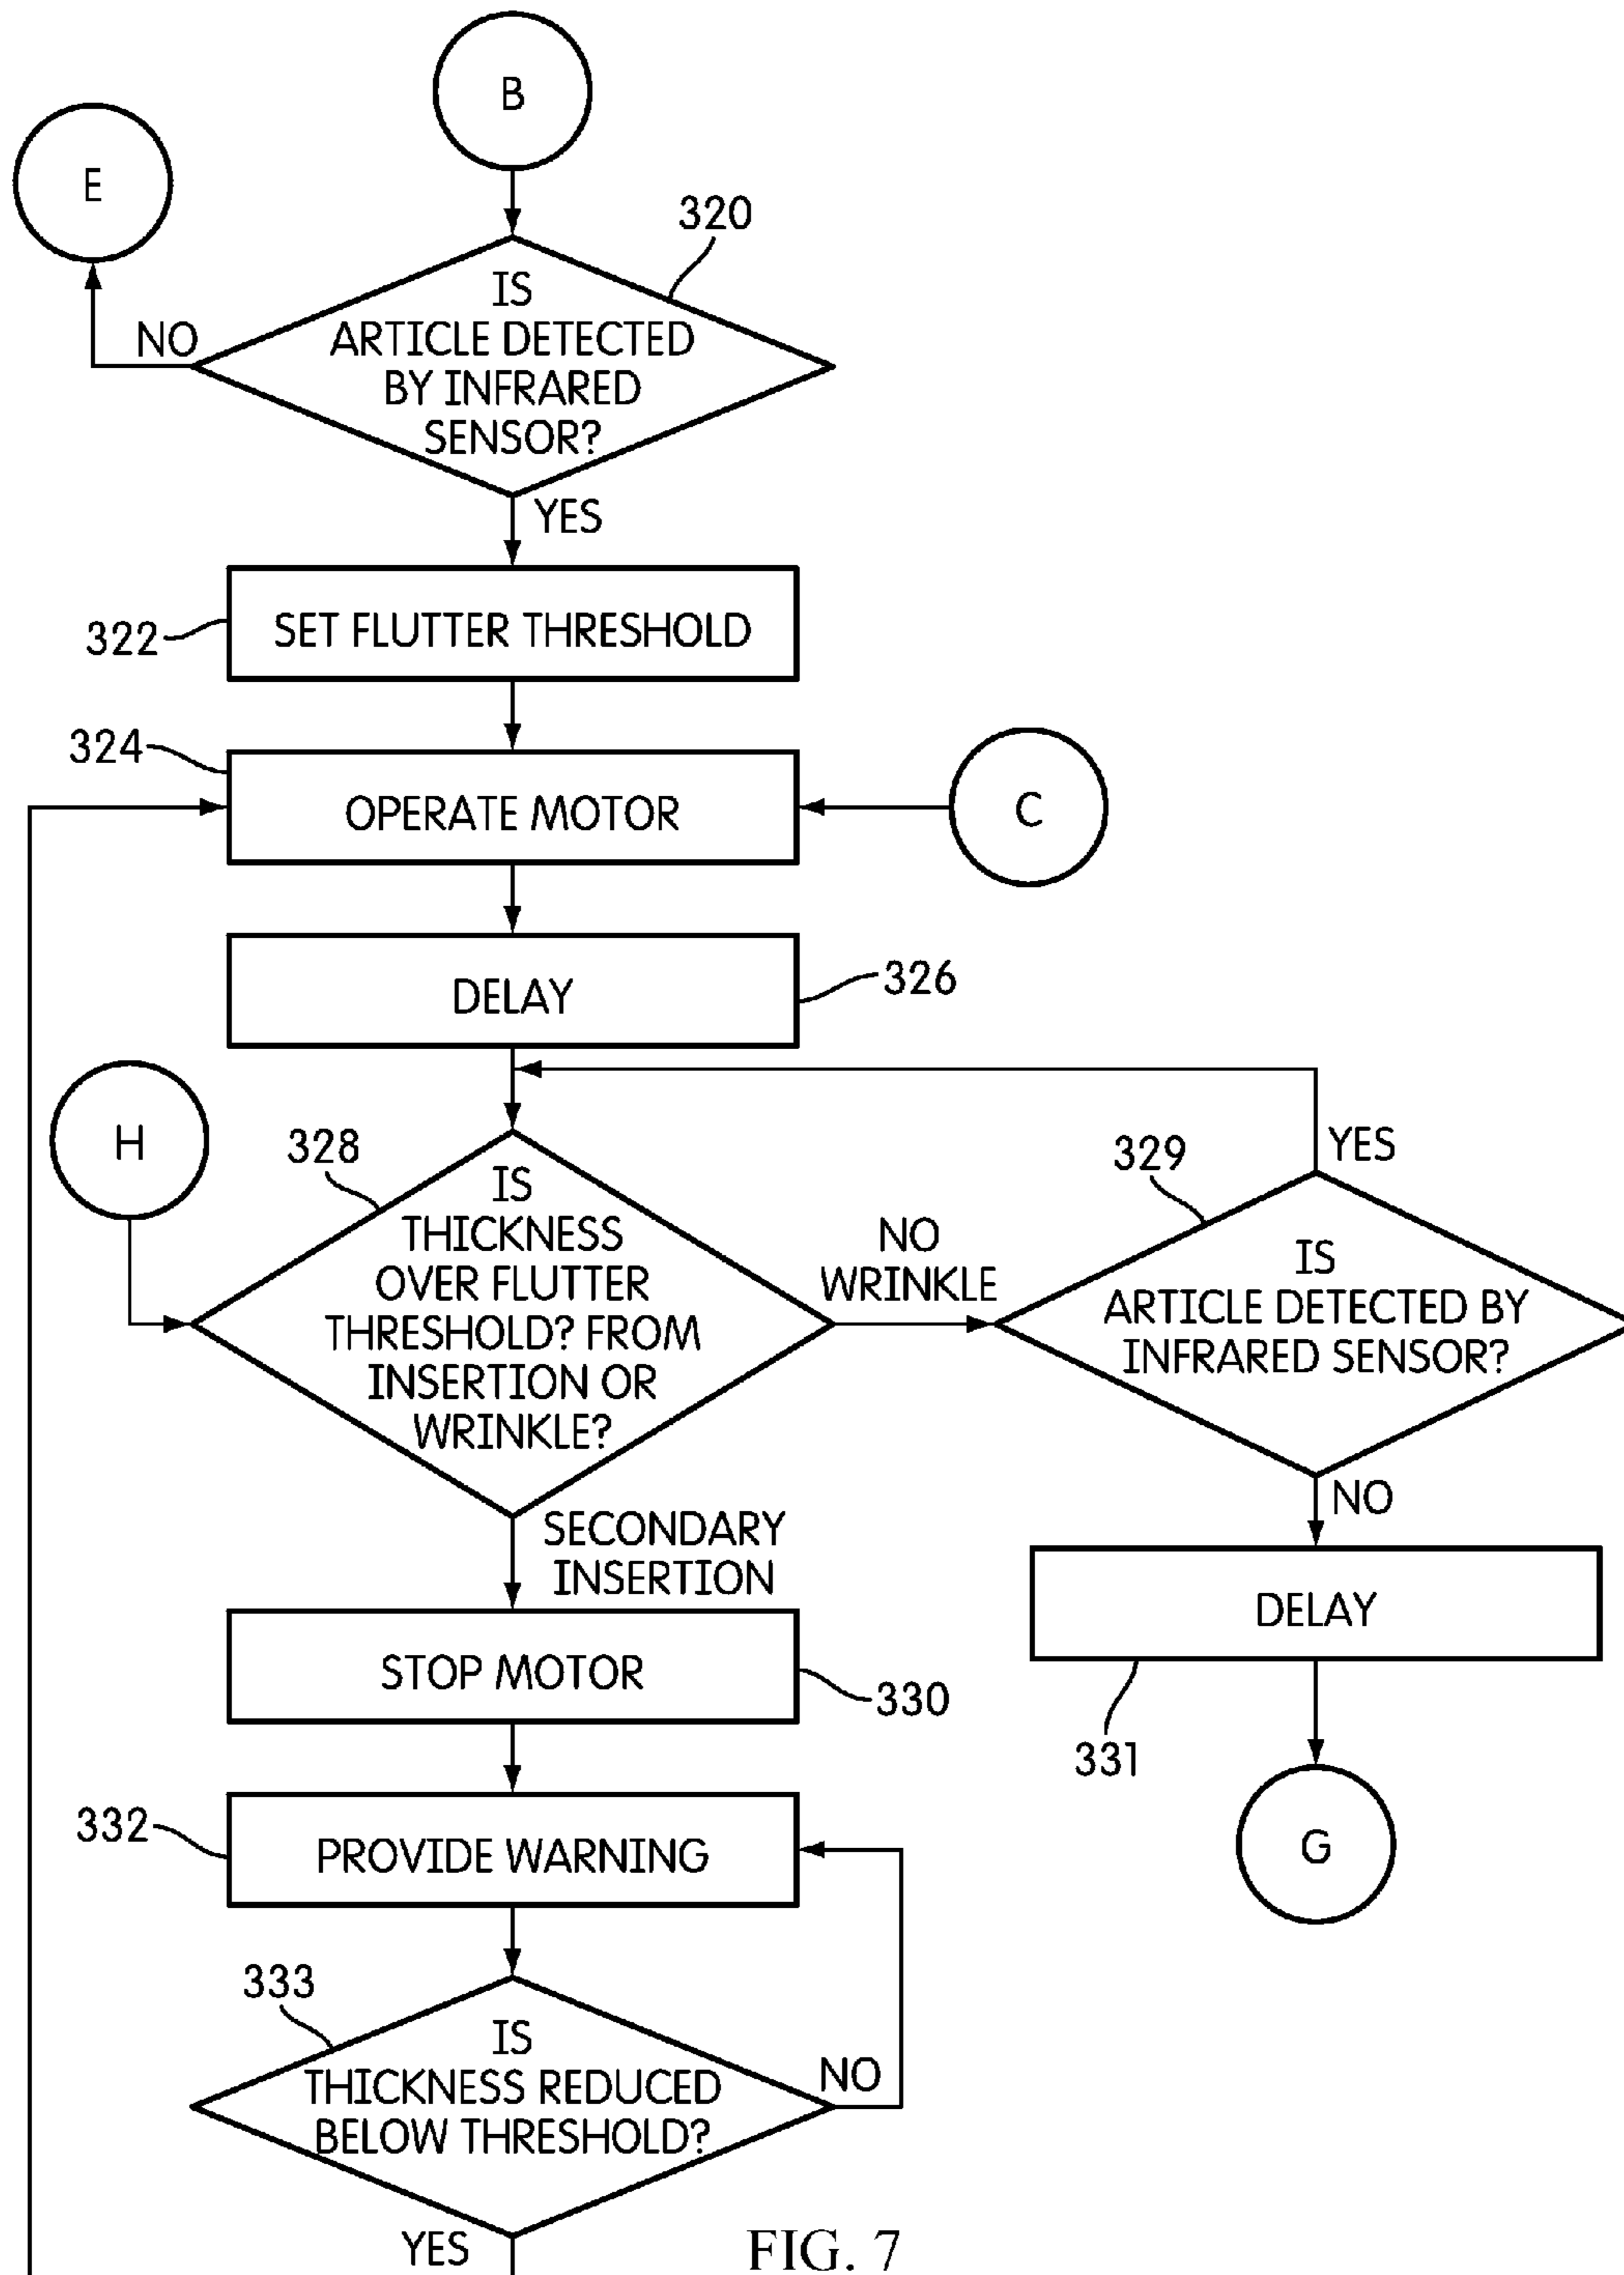 B
E
320
IS
ARTICLE DETECTED
BY INFRARED
SENSOR?
NO
YES
322
SET FLUTTER THRESHOLD
324
OPERATE MOTOR
C
DELAY
326
H
328
IS
THICKNESS
OVER FLUTTER
THRESHOLD? FROM
INSERTION OR
WRINKLE?
NO
WRINKLE
329
YES
IS
ARTICLE DETECTED BY
INFRARED SENSOR?
NO
SECONDARY
INSERTION
DELAY
331
G
STOP MOTOR
330
332
PROVIDE WARNING
333
IS
THICKNESS REDUCED
BELOW THRESHOLD?
NO
YES
FIG. 7